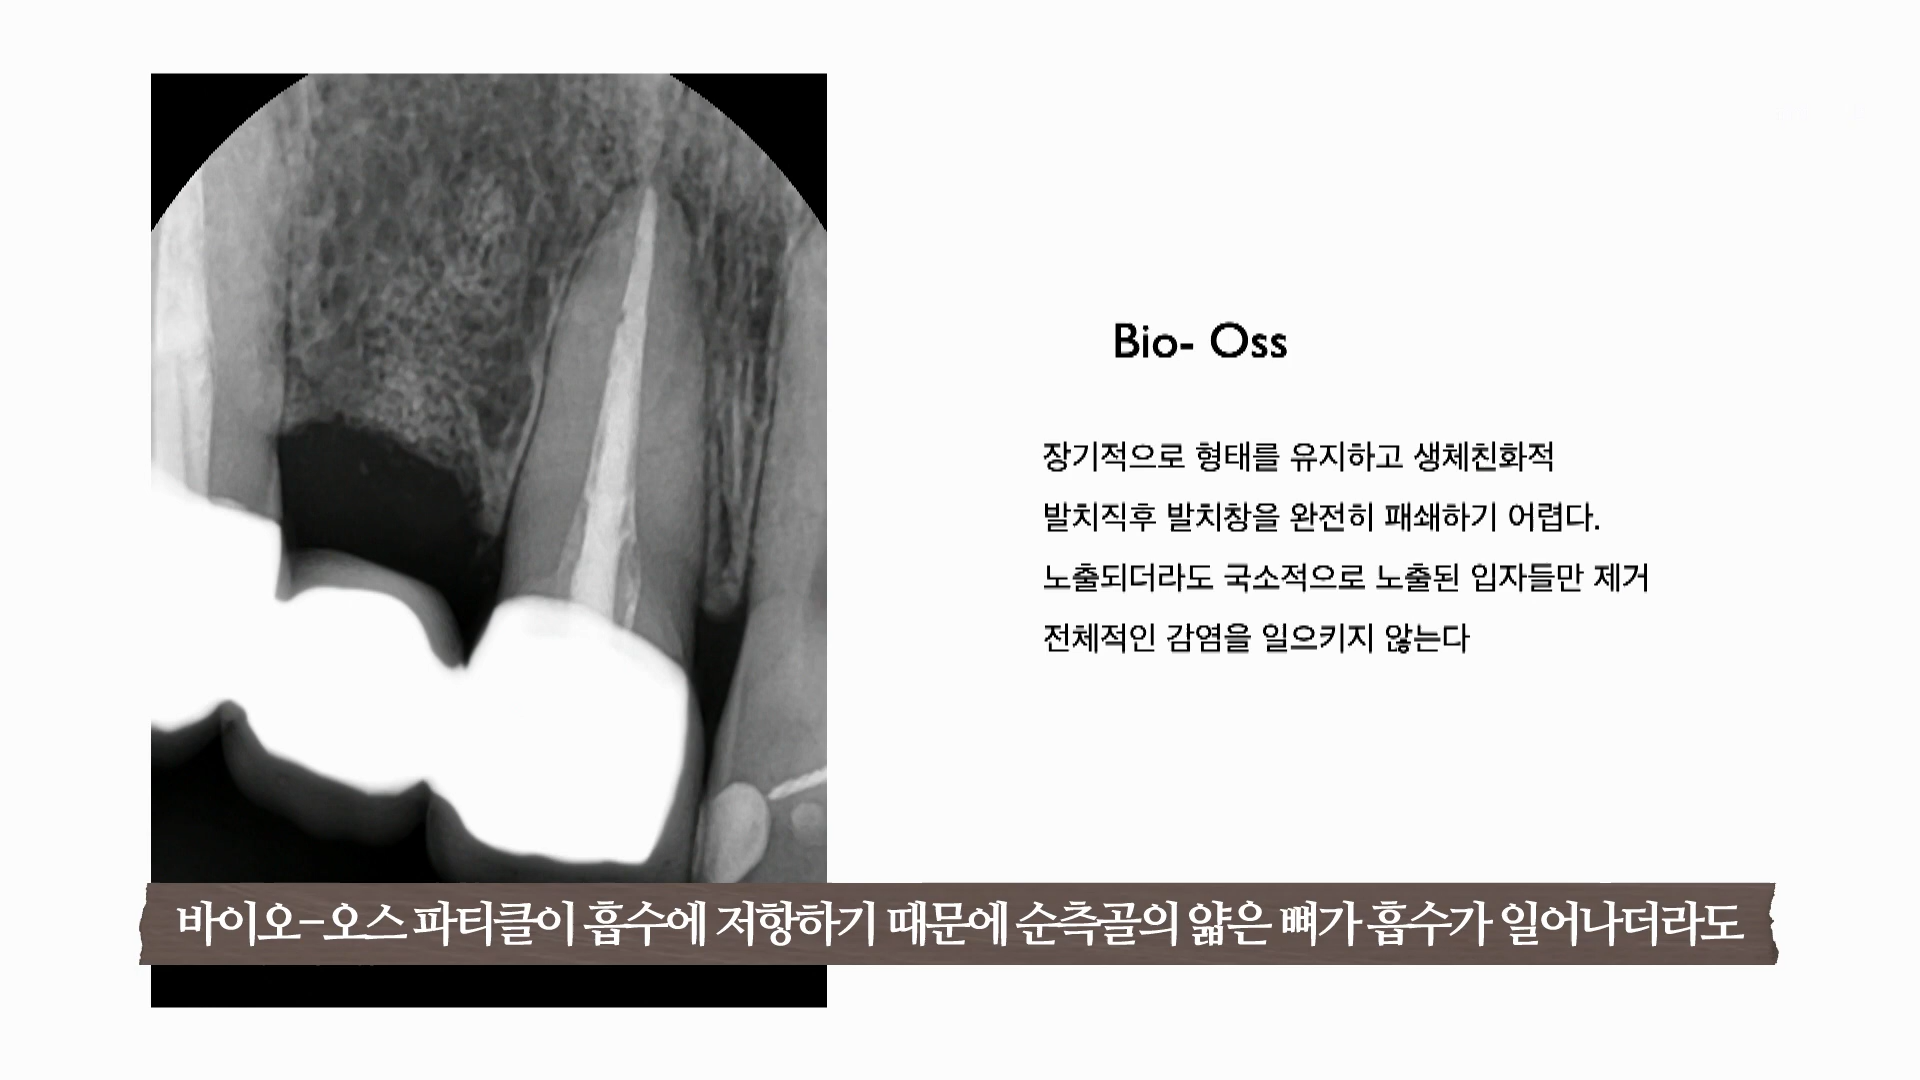 Bio- Oss
장기적으로 형태를 유지하고 생체친화적
발치직후 발치창을 완전히 패쇄하기 어렵다.
노출되더라도 국소적으로 노출된 입자들만 제거
전체적인 감염을 일으키지 않는다
바이오-오스 파티클이 흡수에 저항하기 때문에 순측골의 얇은 뼈가 흡수가 일어나더라도